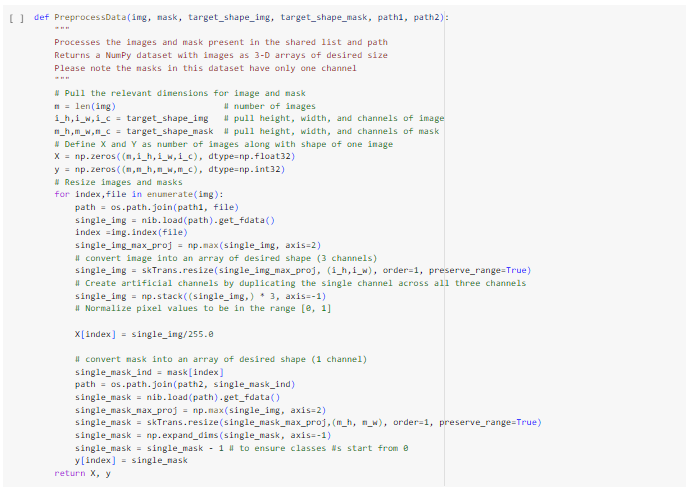 [ ] def PreprocessData(img, mask, target_shape_img, target_shape_mask, path1, path2):
"""
Processes the images and mask present in the shared list and path
Returns a NumPy dataset with images as 3-D arrays of desired size
Please note the masks in this dataset have only one channel
"""
# Pull the relevant dimensions for image and mask
m = len(img) # number of images
i_h,i_w,i_c = target_shape_img # pull height, width, and channels of image
m_h,m_w,m_c = target_shape_mask # pull height, width, and channels of mask
# Define X and Y as number of images along with shape of one image
X = np.zeros((m,i_h,i_w,i_c), dtype=np.float32)
y = np.zeros((m,m_h,m_w,m_c), dtype=np.int32)
# Resize images and masks
for index,file in enumerate(img):
path = os.path.join(path1, file)
single_img = nib.load(path).get_fdata()
index =img.index(file)
single_img_max_proj = np.max(single_img, axis=2)
# convert image into an array of desired shape (3 channels)
single_img = skTrans.resize(single_img_max_proj, (i_h,i_w), order=1, preserve_range=True)
# Create artificial channels by duplicating the single channel across all three channels
single_img = np.stack((single_img,) * 3, axis=-1)
# Normalize pixel values to be in the range [0, 1]
X[index] = single_img/255.0
# convert mask into an array of desired shape (1 channel)
single_mask_ind = mask[index]
path = os.path.join(path2, single_mask_ind)
single_mask = nib.load(path).get_fdata()
single_mask_max_proj = np.max(single_img, axis=2)
single_mask = skTrans.resize(single_mask_max_proj,(m_h, m_w), order=1, preserve_range=True)
single_mask = np.expand_dims(single_mask, axis=-1)
single_mask = single_mask - 1 # to ensure classes #s start from 0
y[index] = single_mask
return X, y